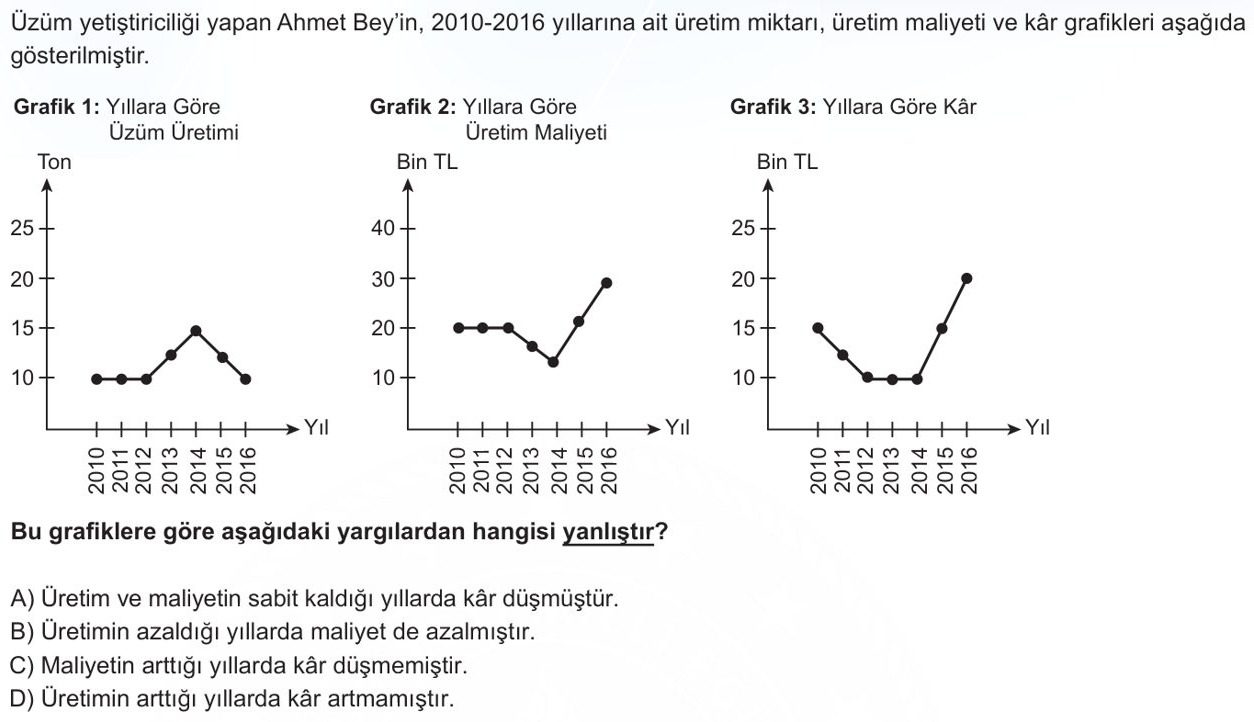 Üzüm yetiştiriciliği yapan Ahmet Bey’in, 2010-2016 yıllarına ait üretim miktarı, üretim maliyeti ve kâr grafikleri aşağıda
gösterilmiştir.
Grafik 1: Yıllara Göre
Üzüm Üretimi
Ton
25
20
15
10
Yıl
2010
2011
2012
2013
2014
2015
2016
Grafik 2: Yıllara Göre
Üretim Maliyeti
Bin TL
40
30
20
10
Yıl
2010
2011
2012
2013
2014
2015
2016
Grafik 3: Yıllara Göre Kâr
Bin TL
25
20
15
10
Yıl
2010
2011
2012
2013
2014
2015
2016
Bu grafiklere göre aşağıdaki yargılardan hangisi yanlıştır?
A) Üretim ve maliyetin sabit kaldığı yıllarda kâr düşmüştür.
B) Üretimin azaldığı yıllarda maliyet de azalmıştır.
C) Maliyetin arttığı yıllarda kâr düşmemiştir.
D) Üretimin arttığı yıllarda kâr artmamıştır.